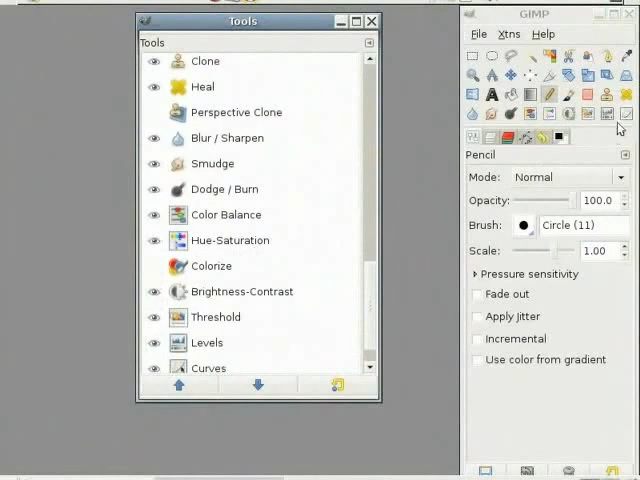 Tools
Tools
Clone
Heal
Perspective Clone
Blur / Sharpen
Smudge
Dodge / Burn
Color Balance
Hue-Saturation
Colorize
Brightness-Contrast
Threshold
Levels
Curves
GIMP
File Xtns Help
Pencil
Mode: Normal
Opacity: 100.0
Brush: Circle (11)
Scale: 1.00
Pressure sensitivity
Fade out
Apply Jitter
Incremental
Use color from gradient